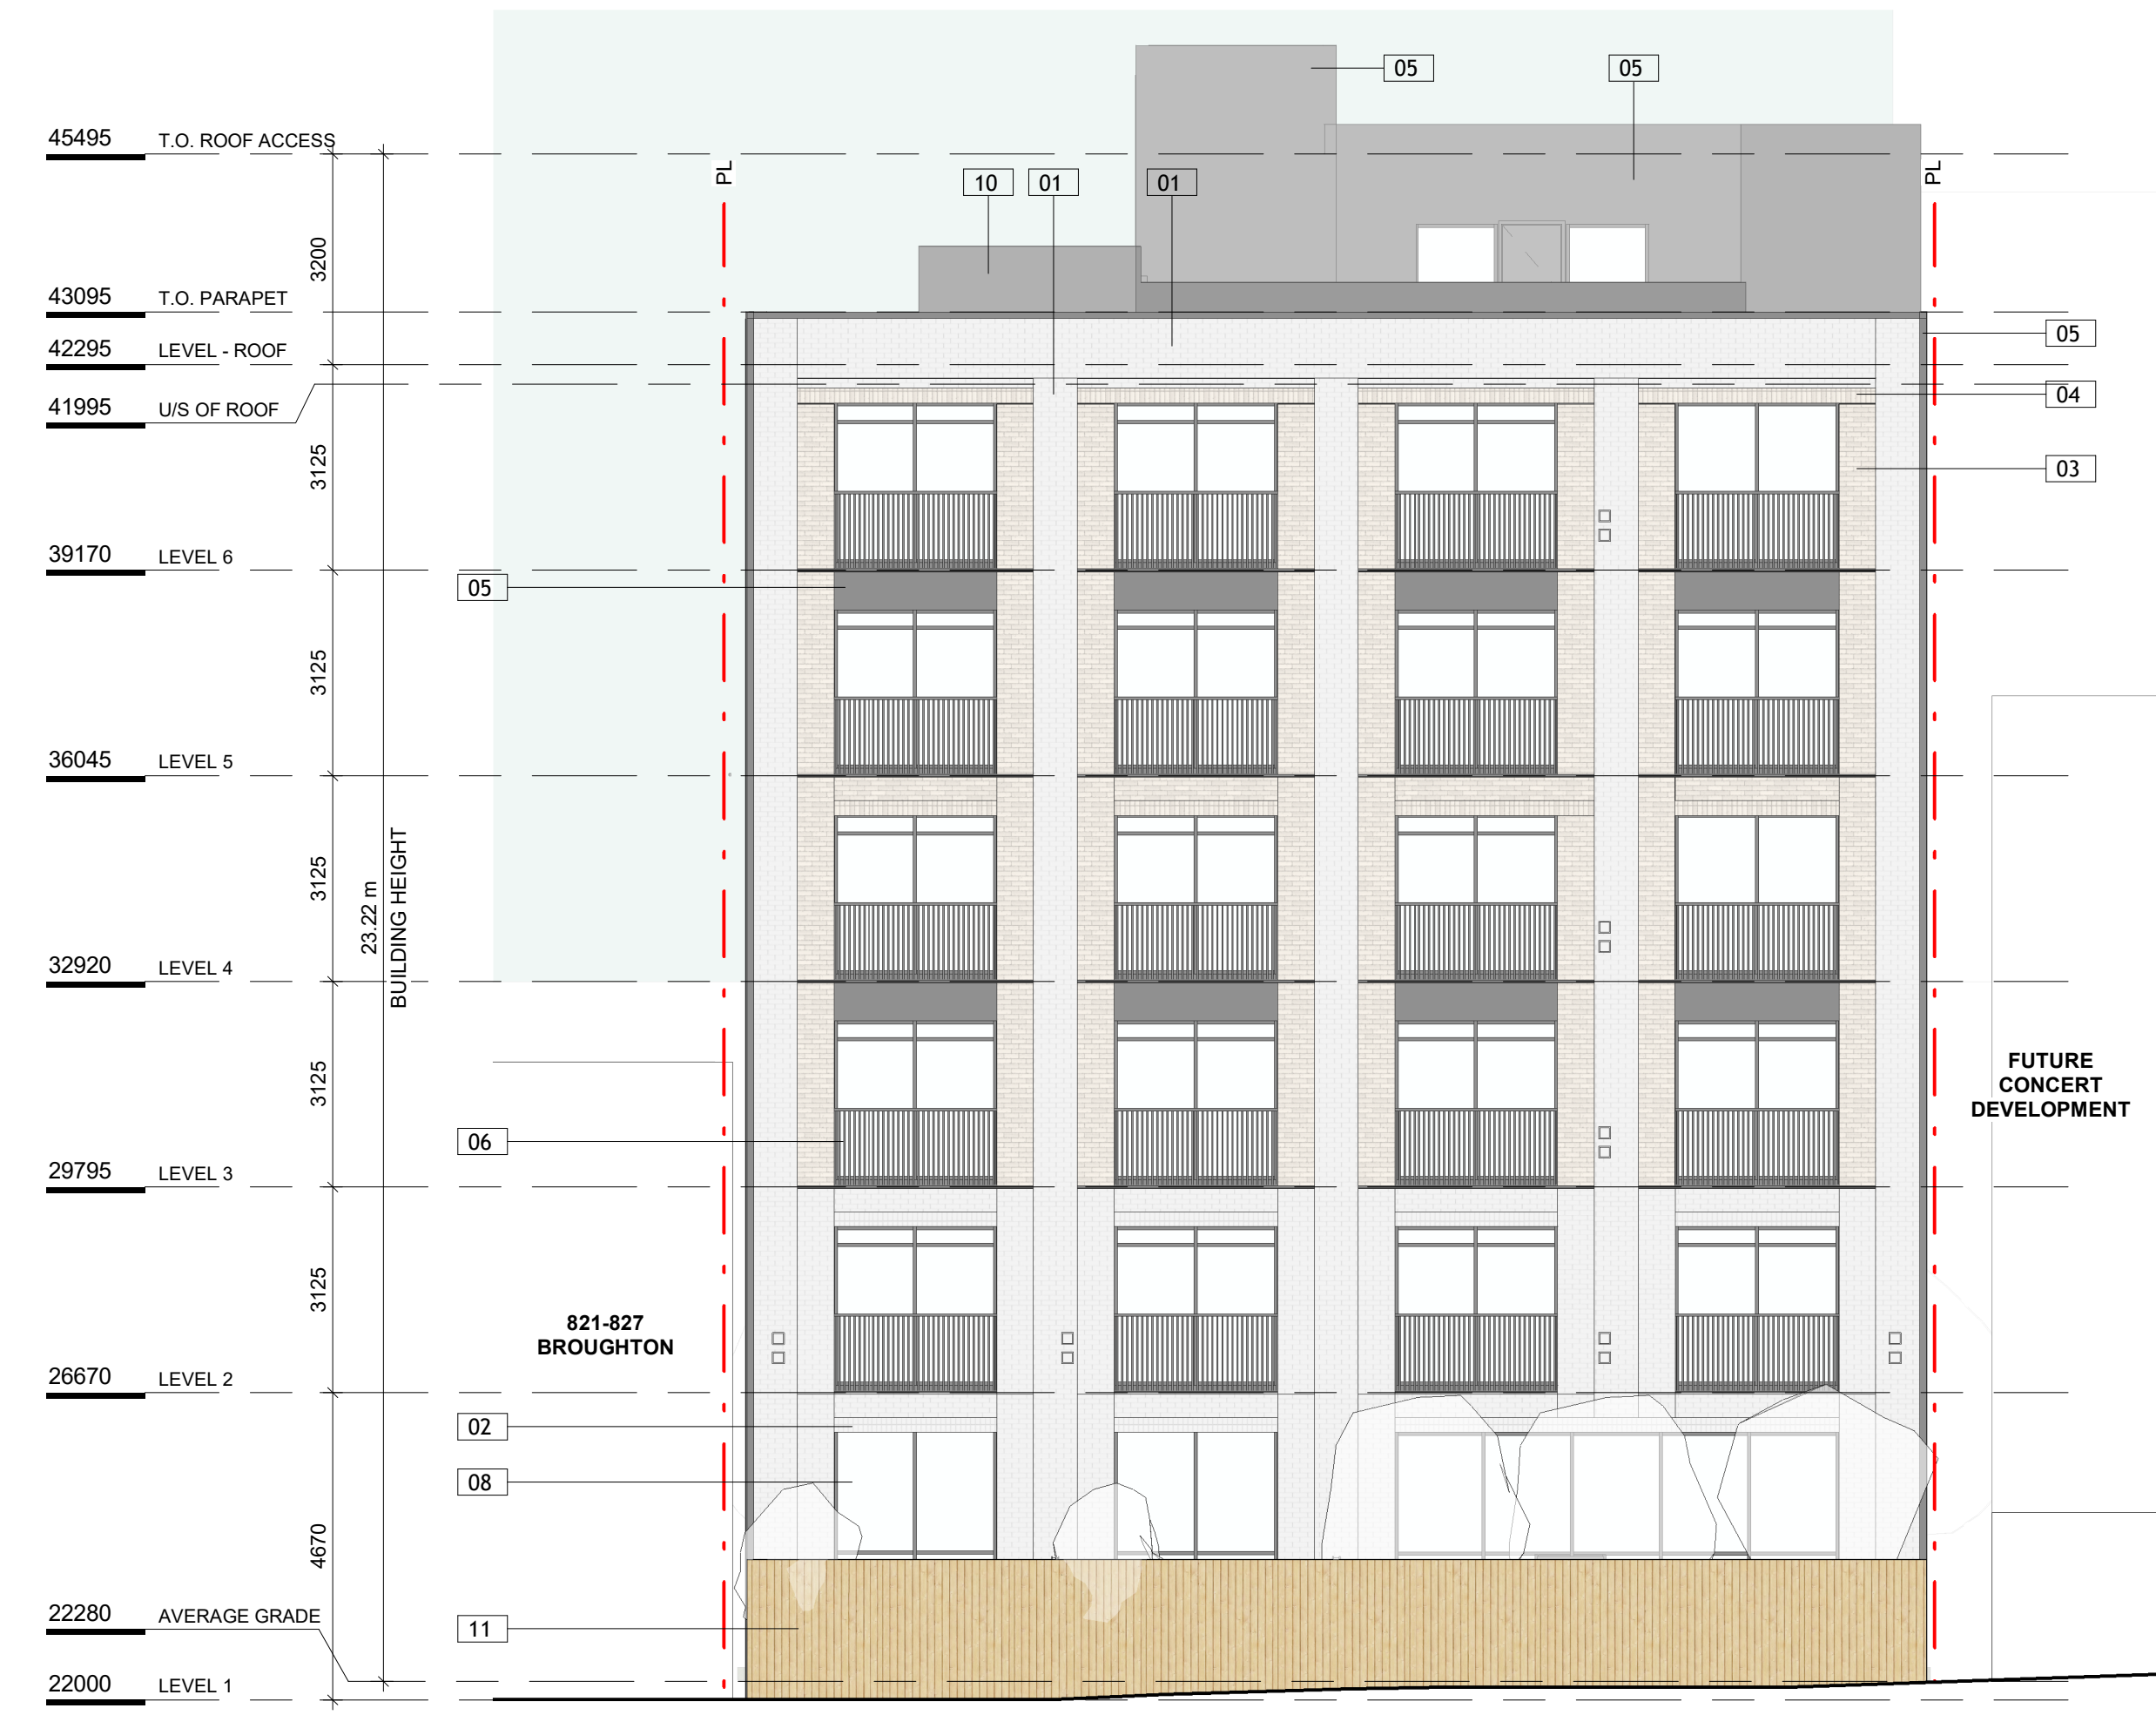 05
05
45495 T.O. ROOF ACCESS
PL
PL
10
01
01
3200
43095 T.O. PARAPET
05
42295 LEVEL - ROOF
04
41995 U/S OF ROOF
3125
03
39170 LEVEL 6
05
3125
36045 LEVEL 5
3125
23.22 m
BUILDING HEIGHT
32920 LEVEL 4
3125
FUTURE
CONCERT
DEVELOPMENT
06
29795 LEVEL 3
3125
821-827
BROUGHTON
26670 LEVEL 2
02
08
4670
22280 AVERAGE GRADE
11
22000 LEVEL 1